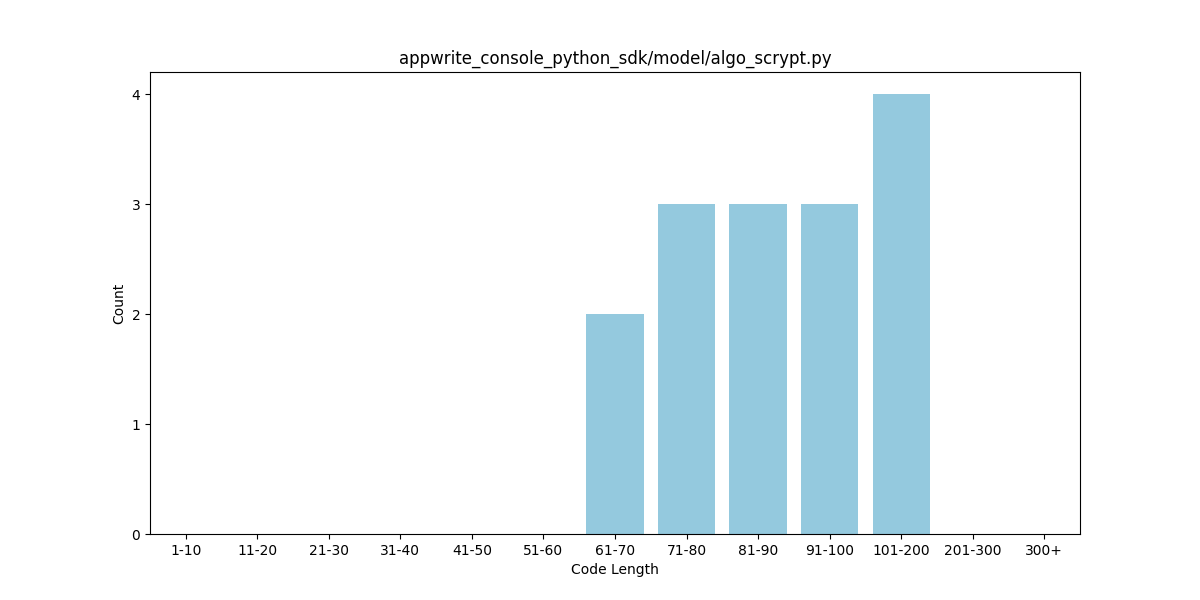 appwrite_console_python_sdk/model/algo_scrypt.py
4
3
2
1
0
Count
1-10 11-20 21-30 31-40 41-50 51-60 61-70 71-80 81-90 91-100 101-200 201-300 300+
Code Length